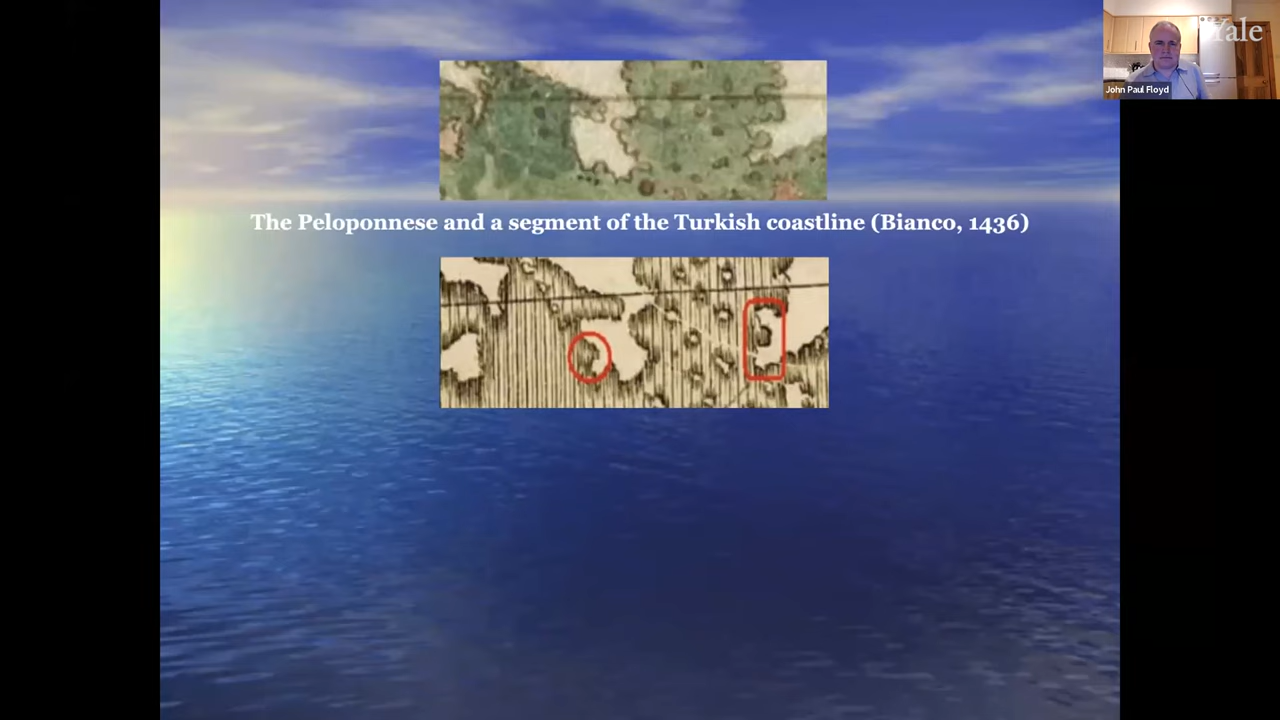 Yale
John Paul Floyd
The Peloponnese and a segment of the Turkish coastline (Bianco, 1436)